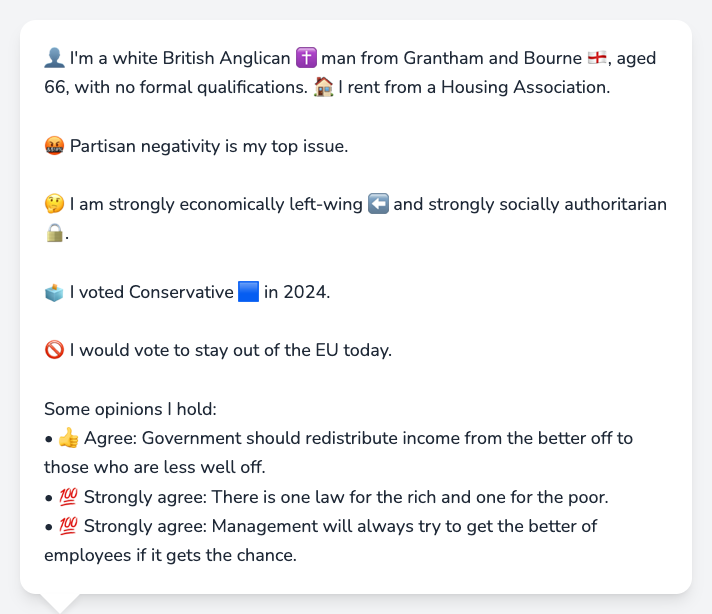 👤 I'm a white British Anglican ✝️ man from Grantham and Bourne 🏴󠁧󠁢󠁥󠁮󠁧󠁿, aged
66, with no formal qualifications. 🏠 I rent from a Housing Association.
🤬 Partisan negativity is my top issue.
🤔 I am strongly economically left-wing ⬅️ and strongly socially authoritarian
🔒.
🗳️ I voted Conservative 🟦 in 2024.
🚫 I would vote to stay out of the EU today.
Some opinions I hold:
• 👍 Agree: Government should redistribute income from the better off to
those who are less well off.
• 💯 Strongly agree: There is one law for the rich and one for the poor.
• 💯 Strongly agree: Management will always try to get the better of
employees if it gets the chance.